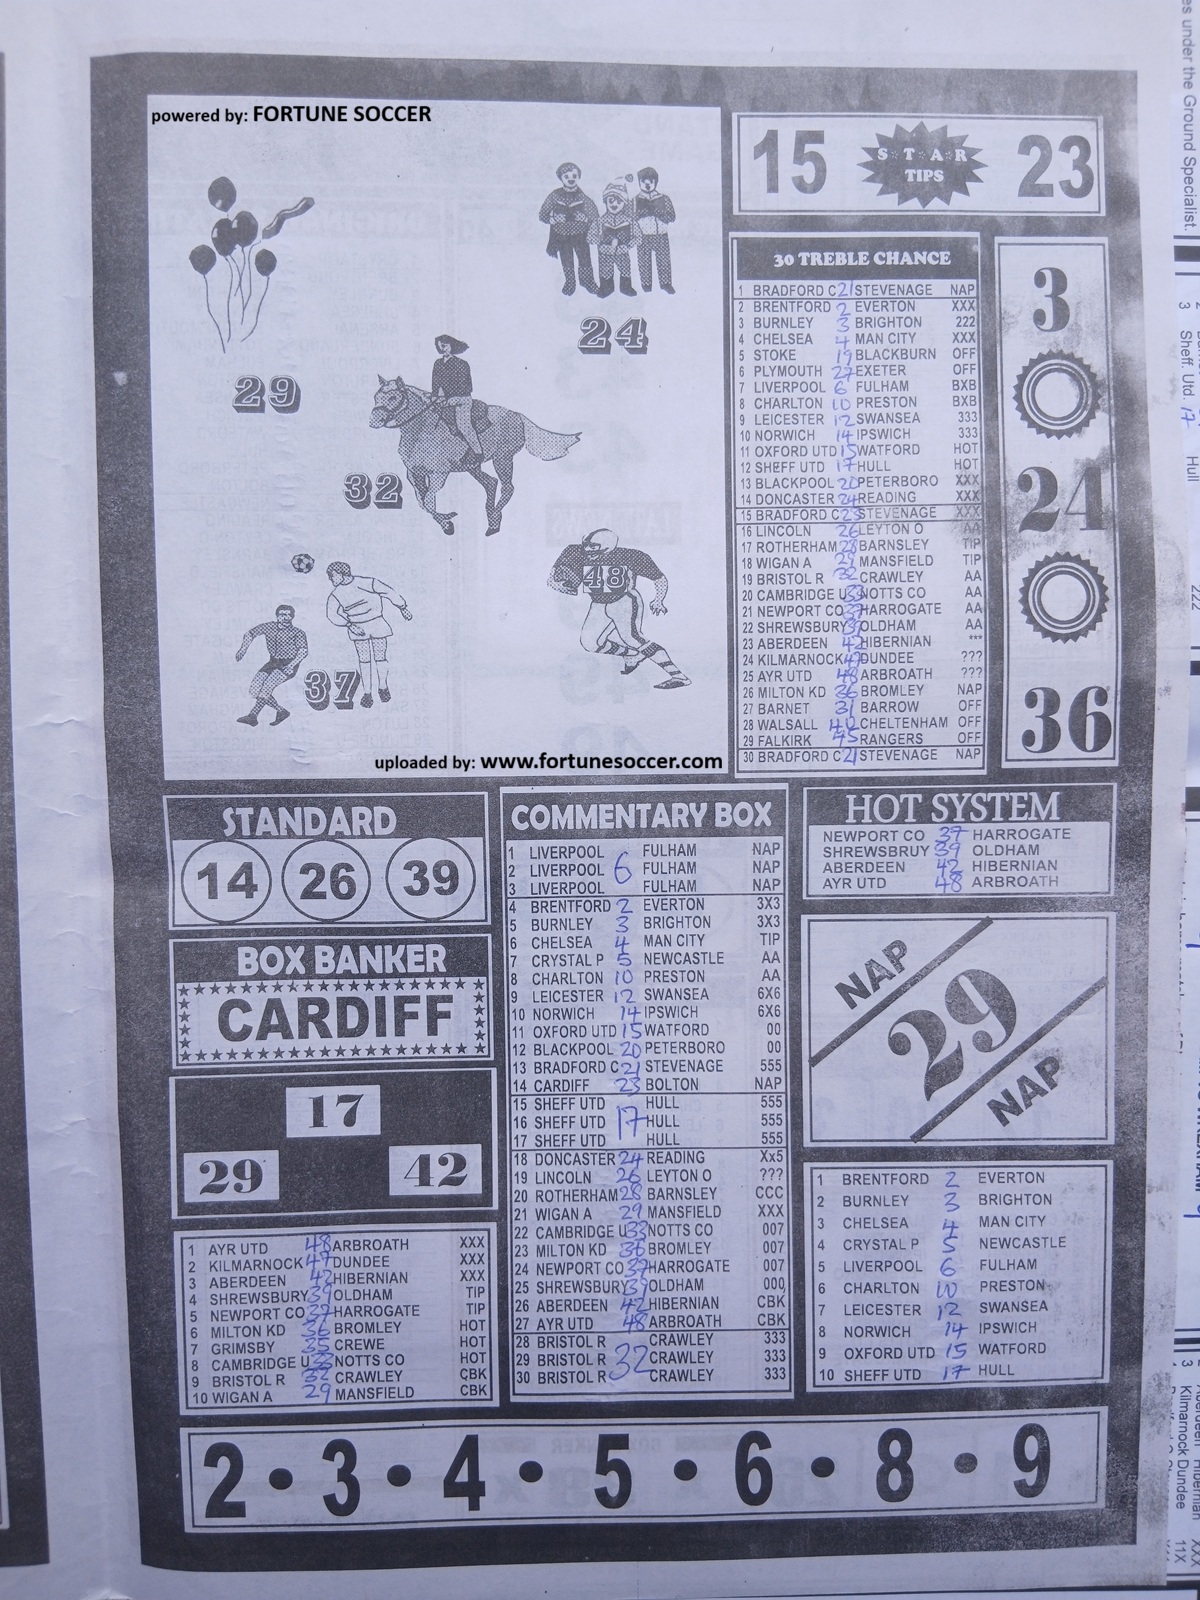 powered by: FORTUNE SOCCER
29
24
32
48
37
uploaded by: www.fortunesoccer.com
15 STAR TIPS 23
30 TREBLE CHANCE
1 BRADFORD C 21 STEVENAGE NAP
2 BRENTFORD 2 EVERTON XXX
3 BURNLEY 3 BRIGHTON 222
4 CHELSEA 4 MAN CITY XXX
5 STOKE 19 BLACKBURN OFF
6 PLYMOUTH 27 EXETER OFF
7 LIVERPOOL 6 FULHAM BXB
8 CHARLTON 10 PRESTON BXB
9 LEICESTER 12 SWANSEA 333
10 NORWICH 14 IPSWICH 333
11 OXFORD UTD 15 WATFORD HOT
12 SHEFF UTD 17 HULL HOT
13 BLACKPOOL 20 PETERBORO XXX
14 DONCASTER 24 READING XXX
15 BRADFORD C 23 STEVENAGE XXX
16 LINCOLN 26 LEYTON O AA
17 ROTHERHAM 28 BARNSLEY TIP
18 WIGAN A 29 MANSFIELD TIP
19 BRISTOL R 32 CRAWLEY AA
20 CAMBRIDGE U 33 NOTTS CO AA
21 NEWPORT CO 37 HARROGATE AA
22 SHREWSBURY 39 OLDHAM AA
23 ABERDEEN 42 HIBERNIAN ***
24 KILMARNOCK 47 DUNDEE ???
25 AYR UTD 48 ARBROATH ???
26 MILTON KD 36 BROMLEY NAP
27 BARNET 31 BARROW OFF
28 WALSALL 40 CHELTENHAM OFF
29 FALKIRK 45 RANGERS OFF
30 BRADFORD C 21 STEVENAGE NAP
3
24
36
STANDARD
14 26 39
BOX BANKER
CARDIFF
17
29 42
1 AYR UTD 48 ARBROATH XXX
2 KILMARNOCK 47 DUNDEE XXX
3 ABERDEEN 42 HIBERNIAN XXX
4 SHREWSBURY 39 OLDHAM TIP
5 NEWPORT CO 37 HARROGATE TIP
6 MILTON KD 36 BROMLEY HOT
7 GRIMSBY 35 CREWE HOT
8 CAMBRIDGE U 33 NOTTS CO HOT
9 BRISTOL R 32 CRAWLEY CBK
10 WIGAN A 29 MANSFIELD CBK
COMMENTARY BOX
1 LIVERPOOL FULHAM NAP
2 LIVERPOOL 6 FULHAM NAP
3 LIVERPOOL FULHAM NAP
4 BRENTFORD 2 EVERTON 3X3
5 BURNLEY 3 BRIGHTON 3X3
6 CHELSEA 4 MAN CITY TIP
7 CRYSTAL P 5 NEWCASTLE AA
8 CHARLTON 10 PRESTON AA
9 LEICESTER 12 SWANSEA 6X6
10 NORWICH 14 IPSWICH 6X6
11 OXFORD UTD 15 WATFORD 00
12 BLACKPOOL 20 PETERBORO 00
13 BRADFORD C 21 STEVENAGE 555
14 CARDIFF 23 BOLTON NAP
15 SHEFF UTD HULL 555
16 SHEFF UTD 17 HULL 555
17 SHEFF UTD HULL 555
18 DONCASTER 24 READING Xx5
19 LINCOLN 26 LEYTON O ???
20 ROTHERHAM 28 BARNSLEY CCC
21 WIGAN A 29 MANSFIELD XXX
22 CAMBRIDGE U 33 NOTTS CO 007
23 MILTON KD 36 BROMLEY 007
24 NEWPORT CO 37 HARROGATE 007
25 SHREWSBURY 39 OLDHAM 000
26 ABERDEEN 42 HIBERNIAN CBK
27 AYR UTD 48 ARBROATH CBK
28 BRISTOL R CRAWLEY 333
29 BRISTOL R 32 CRAWLEY 333
30 BRISTOL R CRAWLEY 333
HOT SYSTEM
NEWPORT CO 37 HARROGATE
SHREWSBRUY 39 OLDHAM
ABERDEEN 42 HIBERNIAN
AYR UTD 48 ARBROATH
NAP
29
NAP
1 BRENTFORD 2 EVERTON
2 BURNLEY 3 BRIGHTON
3 CHELSEA 4 MAN CITY
4 CRYSTAL P 5 NEWCASTLE
5 LIVERPOOL 6 FULHAM
6 CHARLTON 10 PRESTON
7 LEICESTER 12 SWANSEA
8 NORWICH 14 IPSWICH
9 OXFORD UTD 15 WATFORD
10 SHEFF UTD 17 HULL
2 • 3 • 4 • 5 • 6 • 8 • 9
es under the Ground Specialist.
3 Sheff. Utd. 17 Hull
3 Kilmarnock Dundee 11X